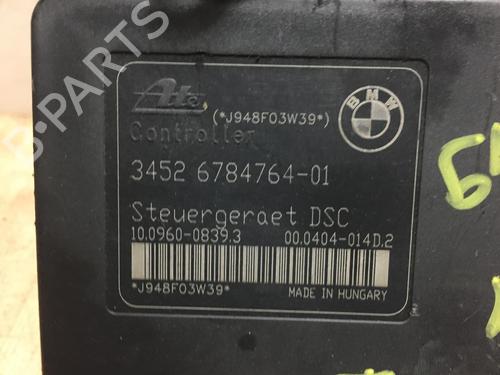 Ate
(*J948F03W39*)
BMW
Controller
3452 6784764-01
Steuergeraet DSC
10.0960-0839.3 00.0404-014D.2
*J948F03W39*
MADE IN HUNGARY
B-PARTS